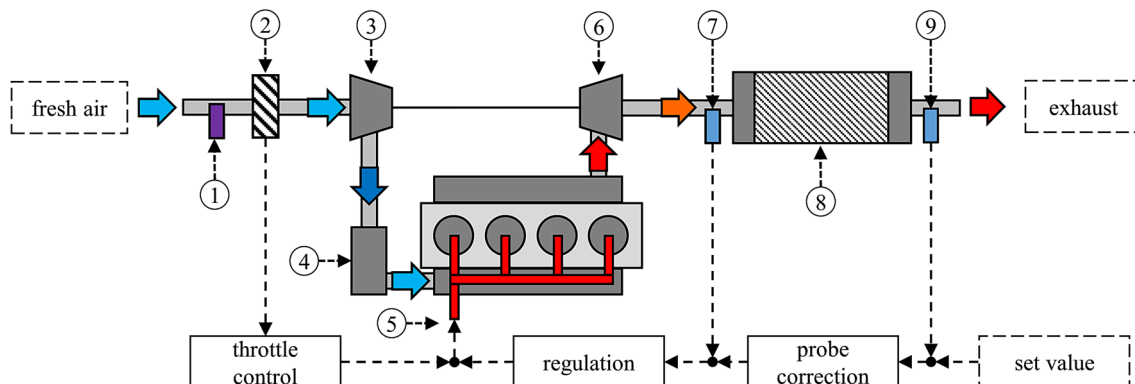 2
3
6
7
9
fresh air
exhaust
1
8
4
5
throttle
control
regulation
probe
correction
set value